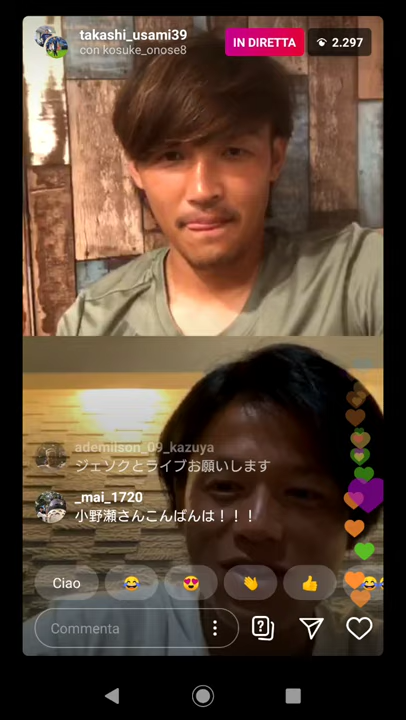 takashi_usami39
con kosuke_onose8
IN DIRETTA
2.297
ademilson_09_kazuya
ジェソクとライブお願いします
_mai_1720
小野瀬さんこんばんは！！！
Ciao
Commenta